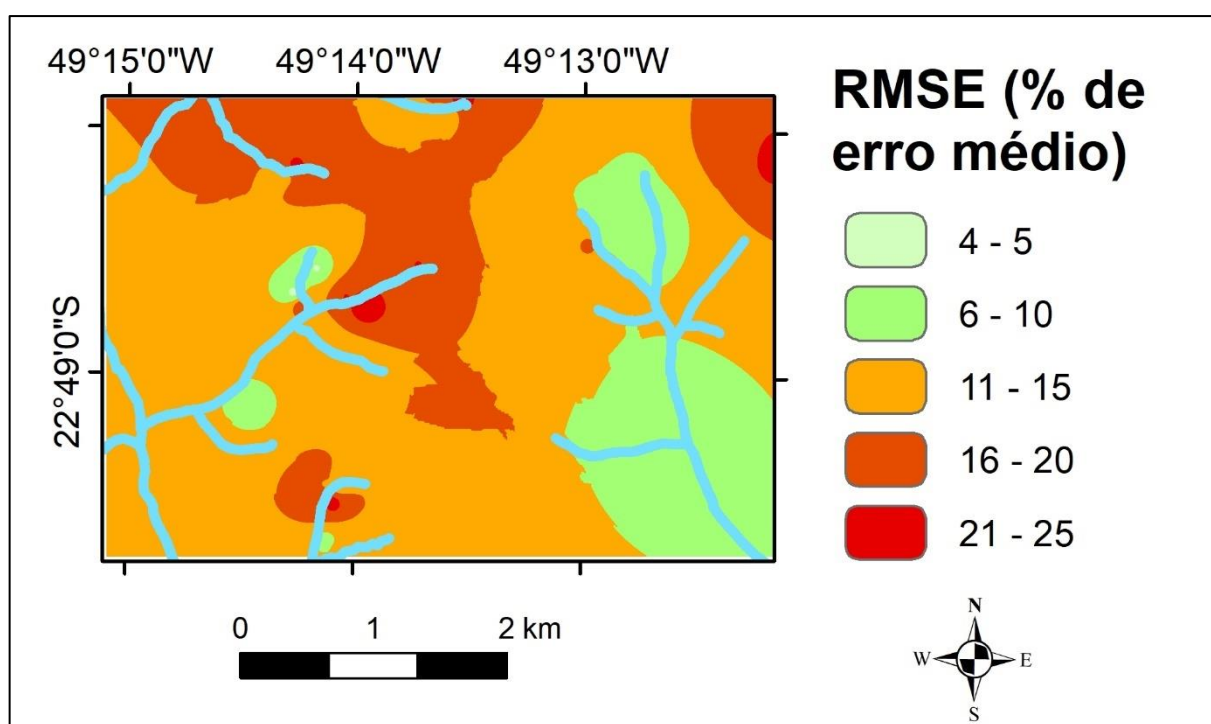 49°15'0"W 49°14'0"W 49°13'0"W
22°49'0"S
RMSE (% de
erro médio)
4 - 5
6 - 10
11 - 15
16 - 20
21 - 25
0 1 2 km
N
W E
S